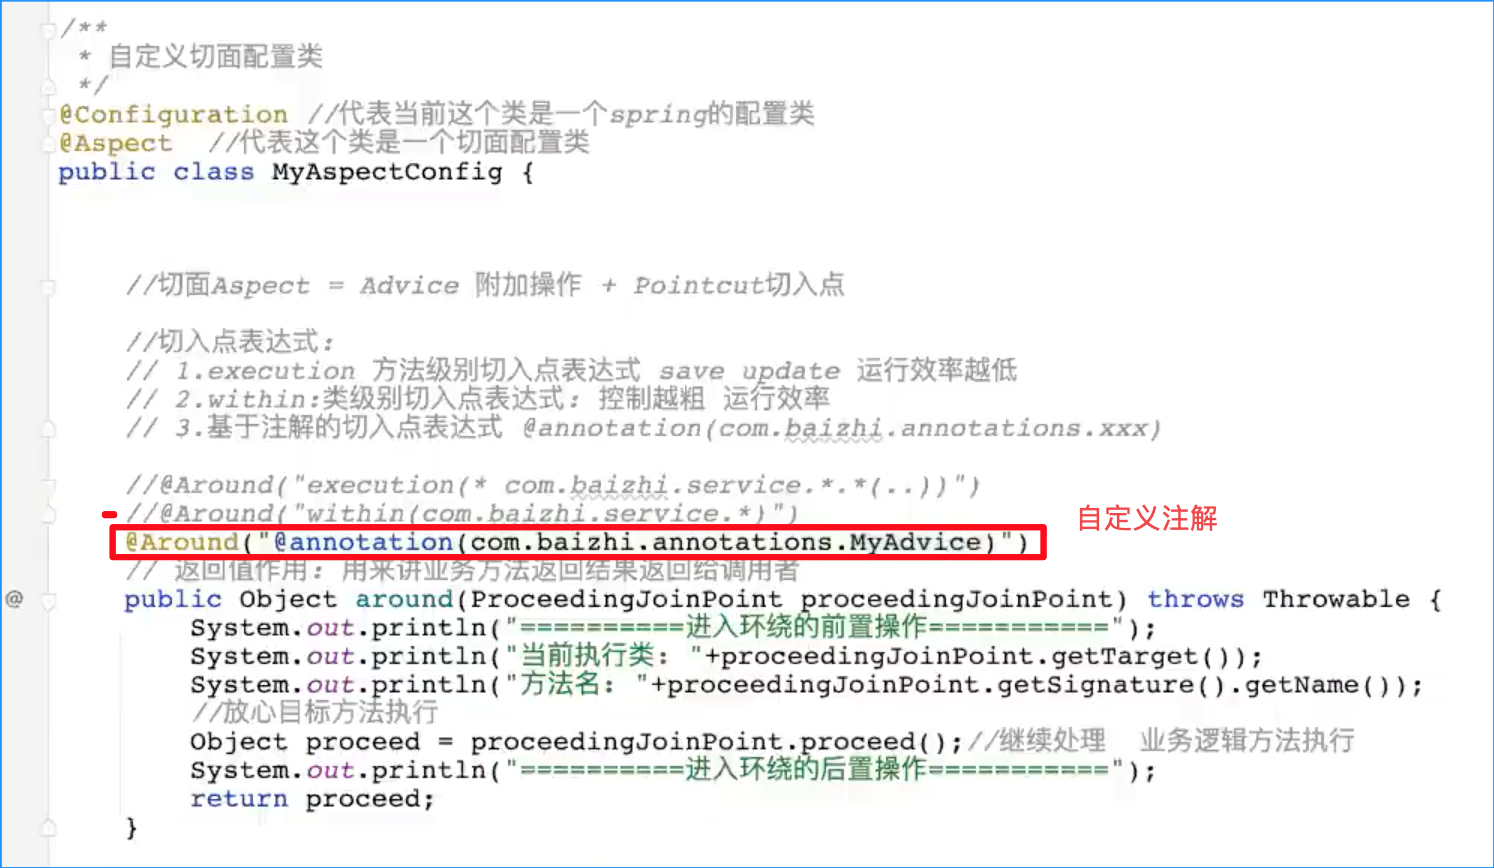 /**
* 自定义切面配置类
*/
@Configuration //代表当前这个类是一个spring的配置类
@Aspect //代表这个类是一个切面配置类
public class MyAspectConfig {
//切面Aspect = Advice 附加操作 + Pointcut切入点
//切入点表达式:
// 1.execution 方法级别切入点表达式 save update 运行效率越低
// 2.within:类级别切入点表达式: 控制越粗 运行效率
// 3.基于注解的切入点表达式 @annotation(com.baizhi.annotations.xxx)
//@Around("execution(* com.baizhi.service.*.*(..))")
//@Around("within(com.baizhi.service.*)")
自定义注解
@Around("@annotation(com.baizhi.annotations.MyAdvice)")
// 返回值作用: 用来讲业务方法返回结果返回给调用者
@ public Object around(ProceedingJoinPoint proceedingJoinPoint) throws Throwable {
System.out.println("==========进入环绕的前置操作===========");
System.out.println("当前执行类: "+proceedingJoinPoint.getTarget());
System.out.println("方法名: "+proceedingJoinPoint.getSignature().getName());
//放心目标方法执行
Object proceed = proceedingJoinPoint.proceed();//继续处理 业务逻辑方法执行
System.out.println("==========进入环绕的后置操作===========");
return proceed;
}